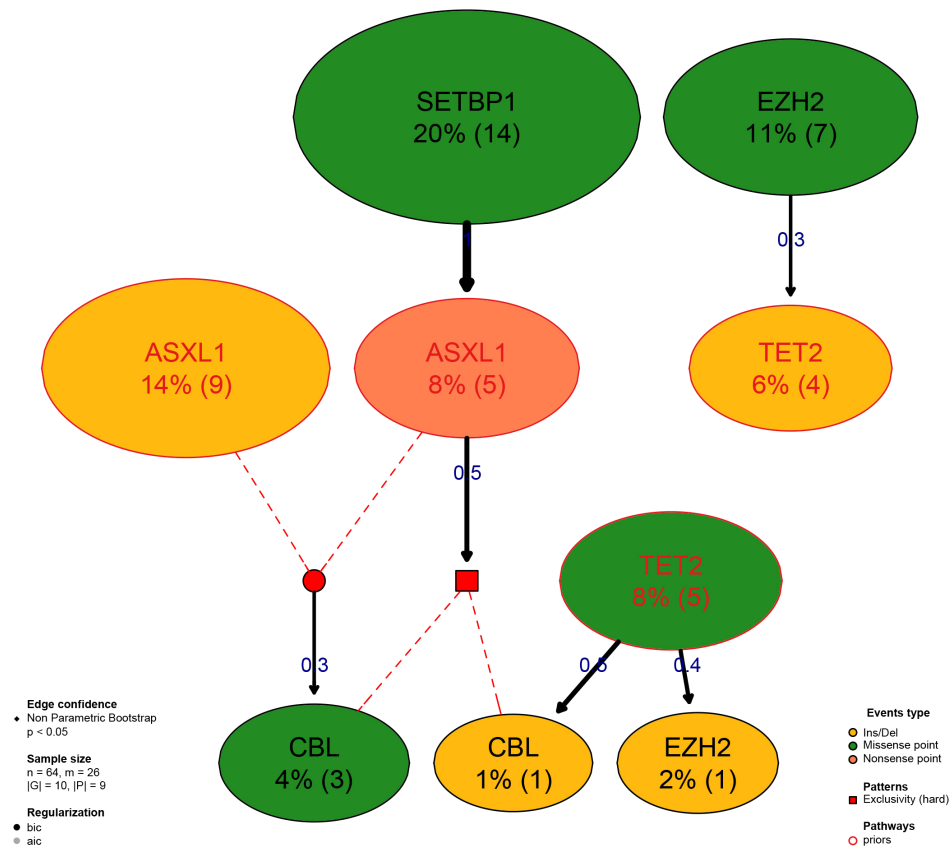 SETBP1
20% (14)
EZH2
11% (7)
1
0.3
ASXL1
14% (9)
ASXL1
8% (5)
TET2
6% (4)
0.5
TET2
8% (5)
0.3
0.4
CBL
4% (3)
CBL
1% (1)
EZH2
2% (1)
Edge confidence
Non Parametric Bootstrap
p < 0.05
Sample size
n = 64, m = 26
|G| = 10, |P| = 9
Regularization
bic
aic
Events type
Ins/Del
Missense point
Nonsense point
Patterns
Exclusivity (hard)
Pathways
priors